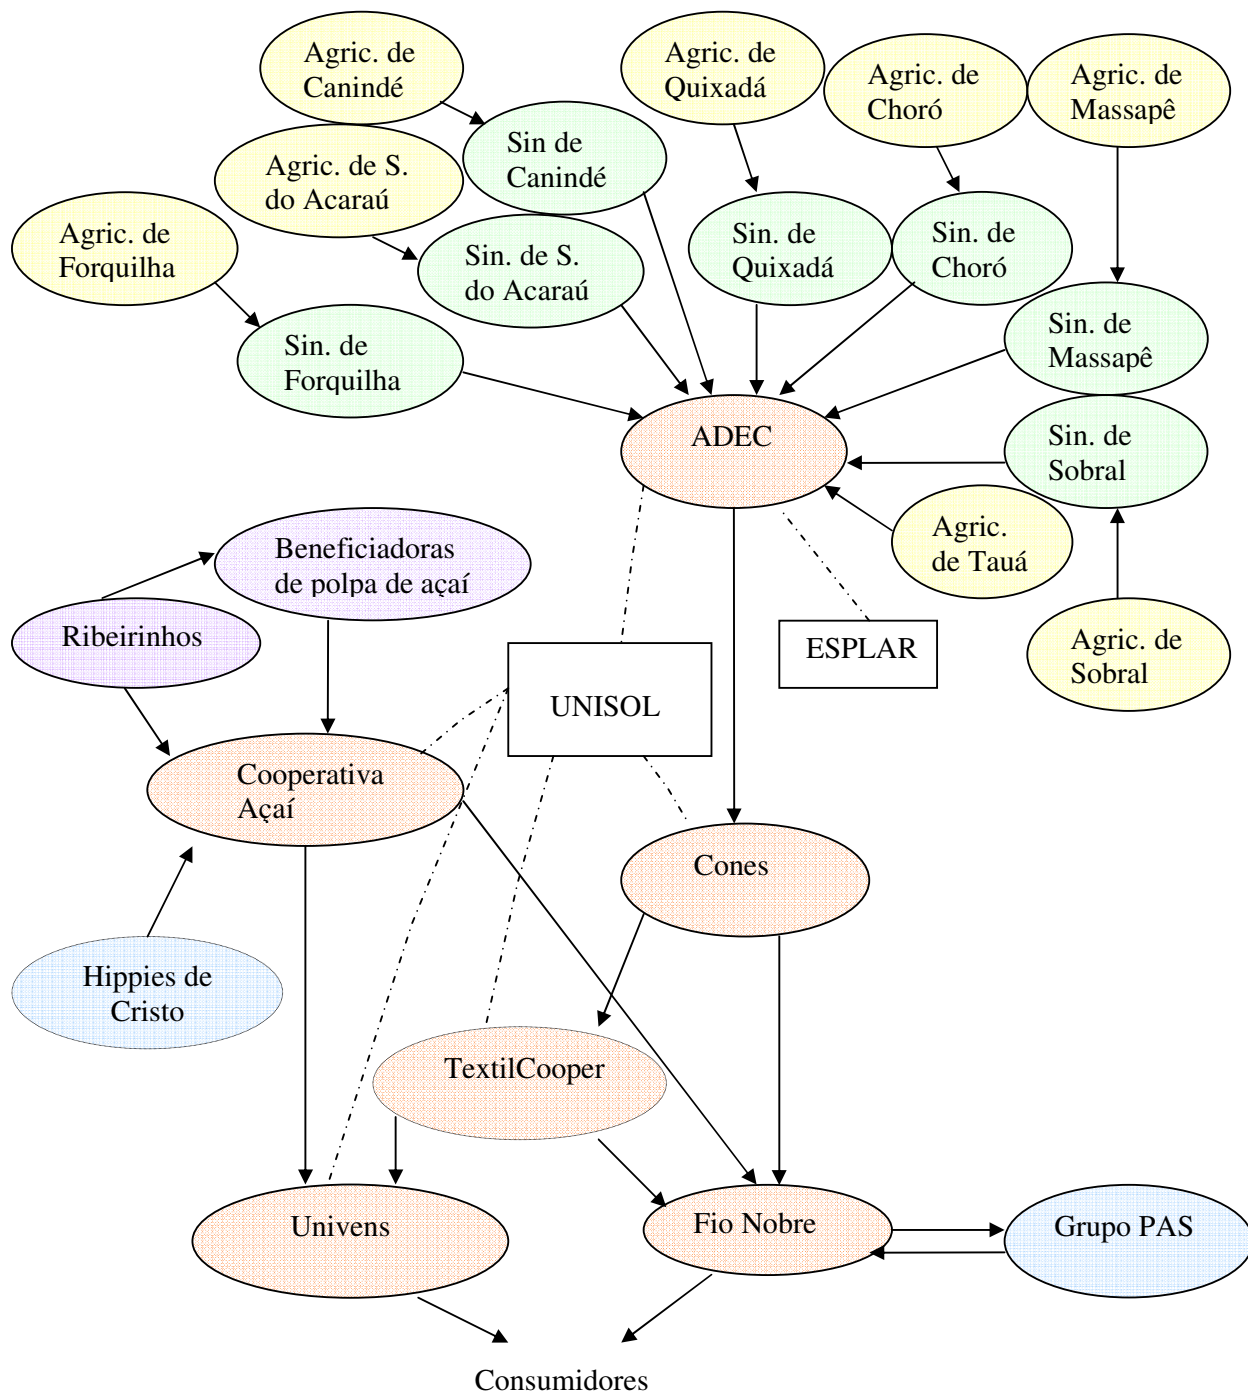 Agric. de
Canindé
Agric. de
Quixadá
Agric. de
Choró
Agric. de
Massapê
Sin de
Canindé
Agric. de S.
do Acaraú
Agric. de
Forquilha
Sin. de S.
do Acaraú
Sin. de
Quixadá
Sin. de
Choró
Sin. de
Forquilha
Sin. de
Massapê
ADEC
Sin. de
Sobral
Agric.
de Tauá
Beneficiadoras
de polpa de açaí
Ribeirinhos
ESPLAR
Agric. de
Sobral
UNISOL
Cooperativa
Açaí
Cones
Hippies de
Cristo
TextilCooper
Univens
Fio Nobre
Grupo PAS
Consumidores